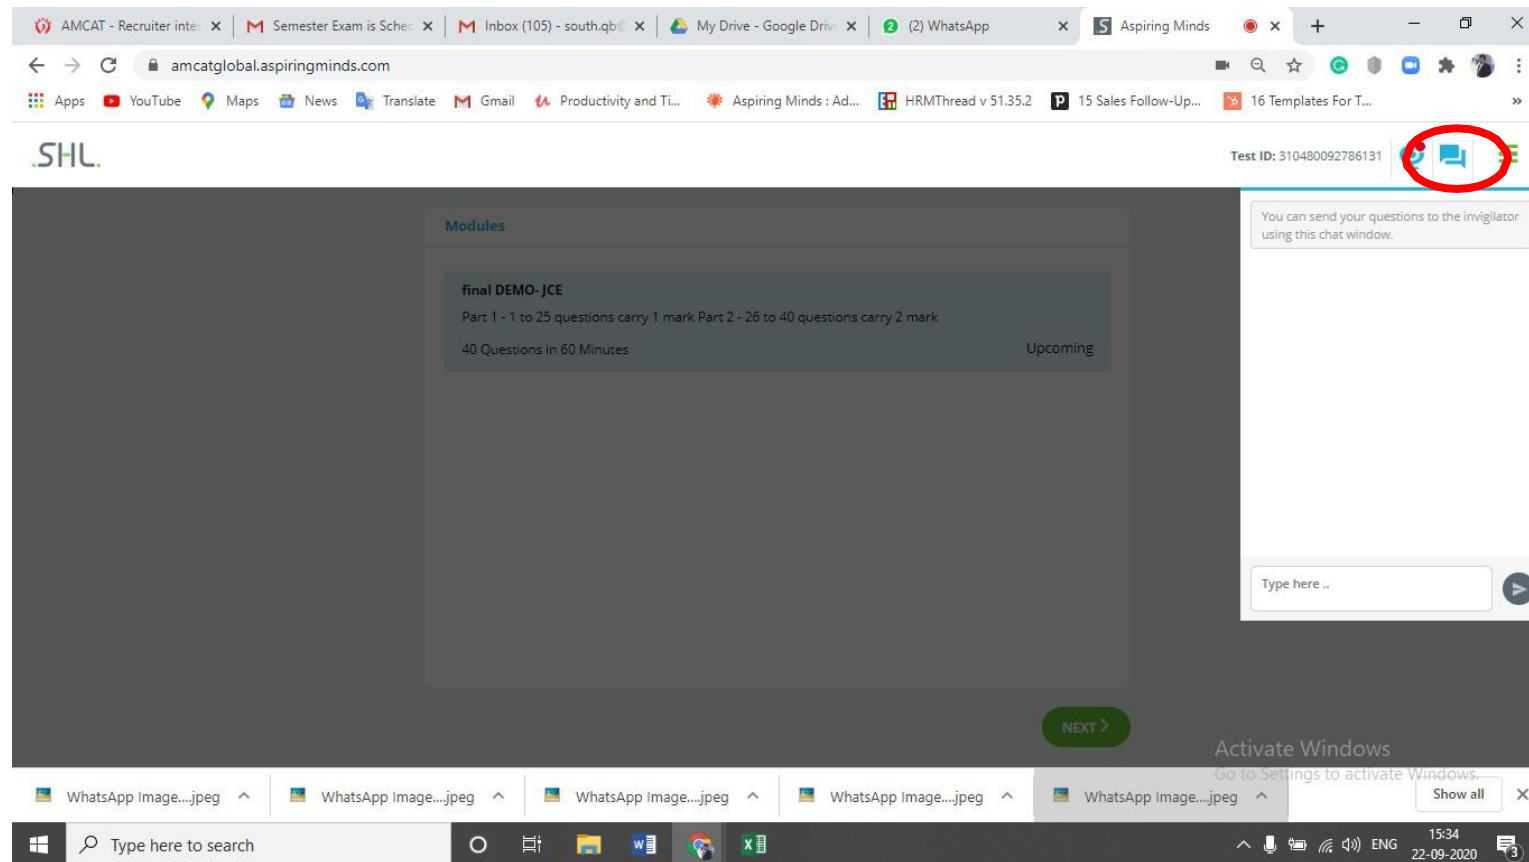 AMCAT - Recruiter inte
Semester Exam is Sched
Inbox (105) - south.qb
My Drive - Google Driv
2 (2) WhatsApp
S Aspiring Minds
amcatglobal.aspiringminds.com
Apps
YouTube
Maps
News
Translate
Gmail
Productivity and Ti...
Aspiring Minds : Ad...
HRMThread v 51.35.2
15 Sales Follow-Up...
16 Templates For T...
.SHL.
Test ID: 310480092786131
Modules
final DEMO- JCE
Part 1 - 1 to 25 questions carry 1 mark Part 2 - 26 to 40 questions carry 2 mark
40 Questions in 60 Minutes
Upcoming
You can send your questions to the invigilator
using this chat window.
Type here ..
NEXT
Activate Windows
Go to Settings to activate Windows.
WhatsApp Image....jpeg
WhatsApp Image....jpeg
WhatsApp Image....jpeg
WhatsApp Image....jpeg
WhatsApp Image....jpeg
Show all
Type here to search
ENG
15:34
22-09-2020
3